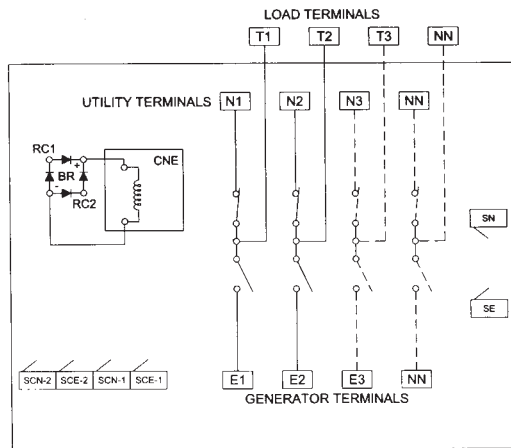 LOAD TERMINALS
T1 T2 T3 NN
UTILITY TERMINALS N1 N2 N3 NN
RC1
CNE
+
BR
-
RC2
SN
SE
SCN-2 SCE-2 SCN-1 SCE-1
E1 E2 E3 NN
GENERATOR TERMINALS